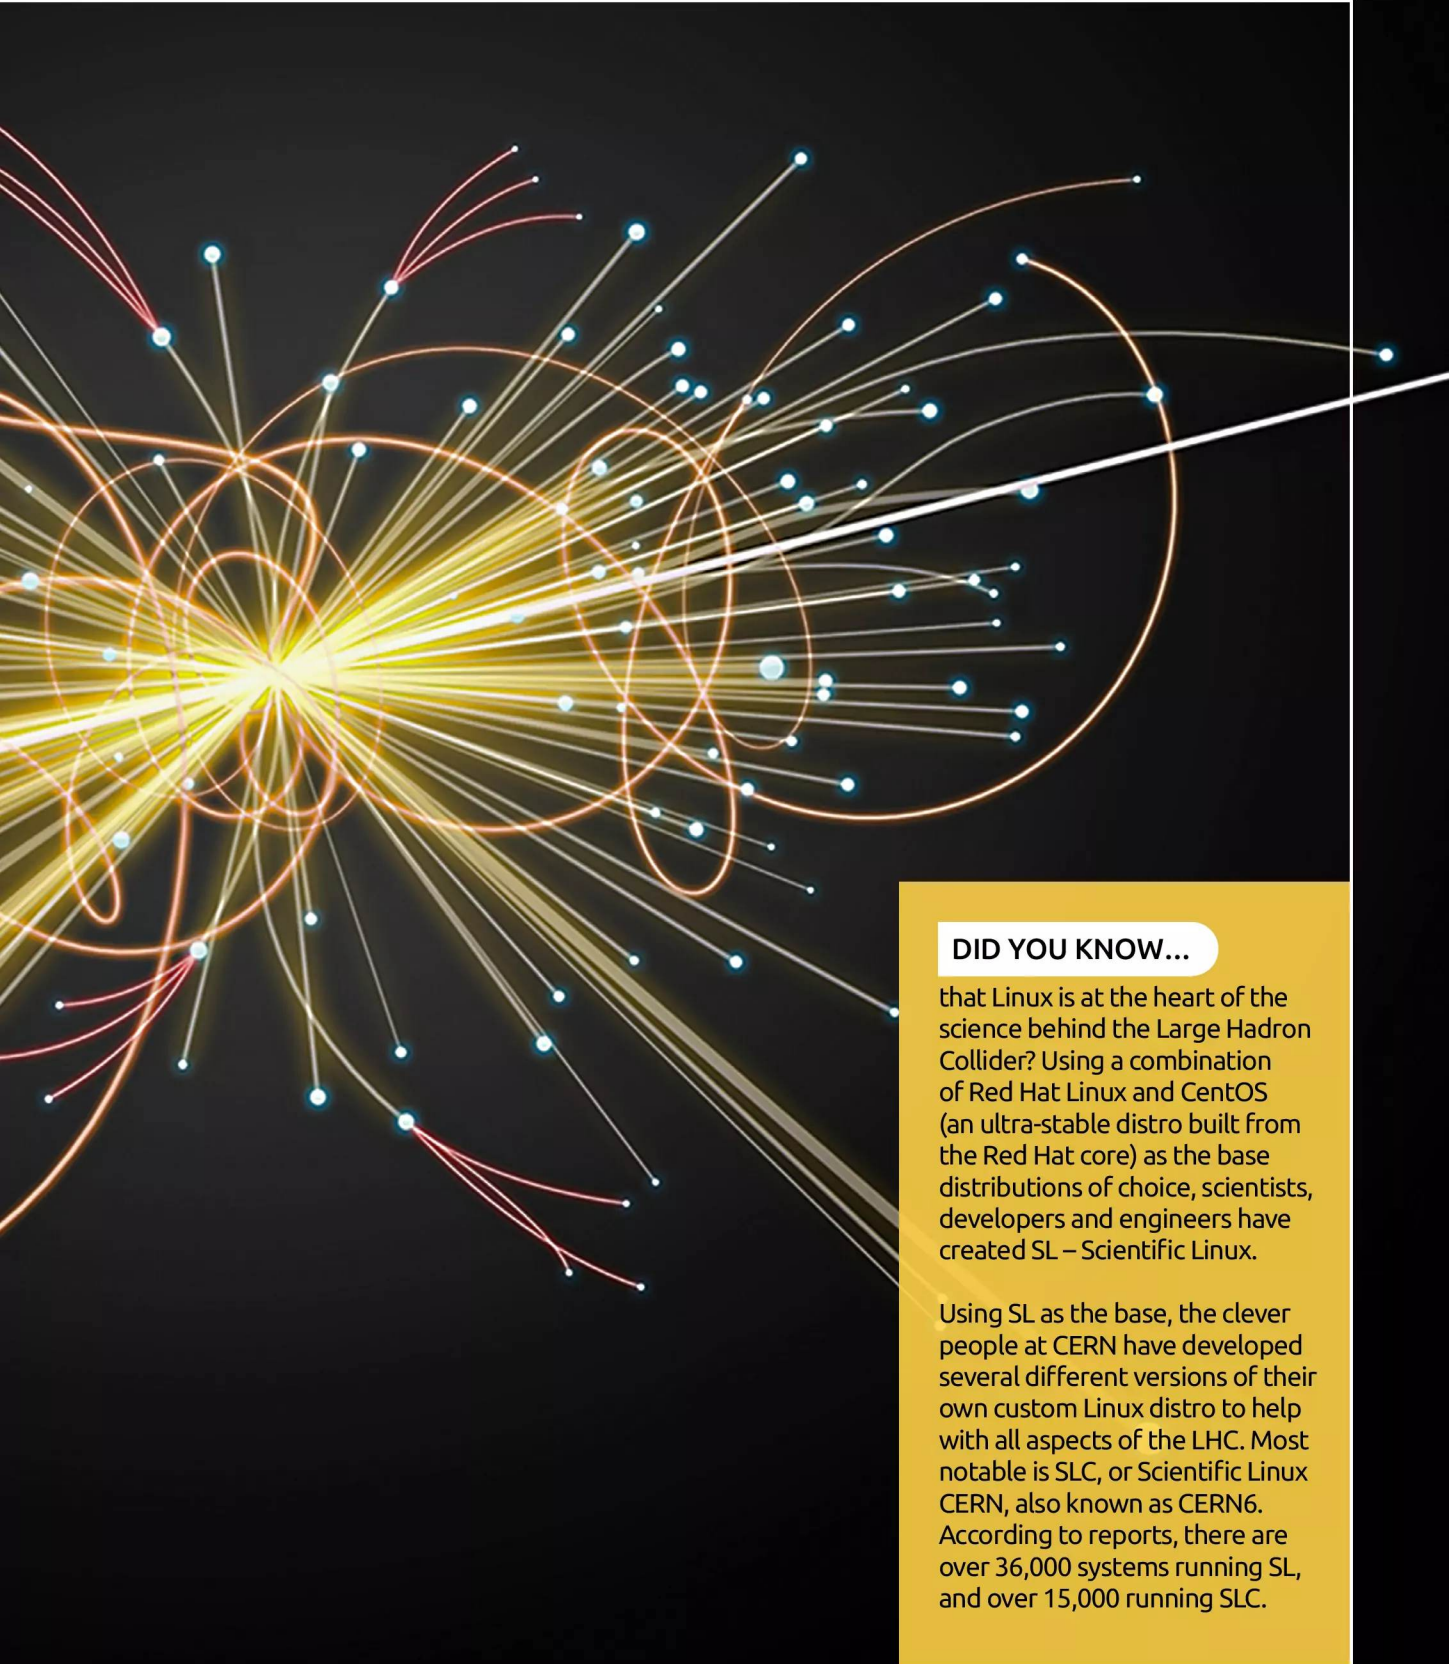 DID YOU KNOW...
that Linux is at the heart of the
science behind the Large Hadron
Collider? Using a combination
of Red Hat Linux and CentOS
(an ultra-stable distro built from
the Red Hat core) as the base
distributions of choice, scientists,
developers and engineers have
created SL – Scientific Linux.
Using SL as the base, the clever
people at CERN have developed
several different versions of their
own custom Linux distro to help
with all aspects of the LHC. Most
notable is SLC, or Scientific Linux
CERN, also known as CERN6.
According to reports, there are
over 36,000 systems running SL,
and over 15,000 running SLC.